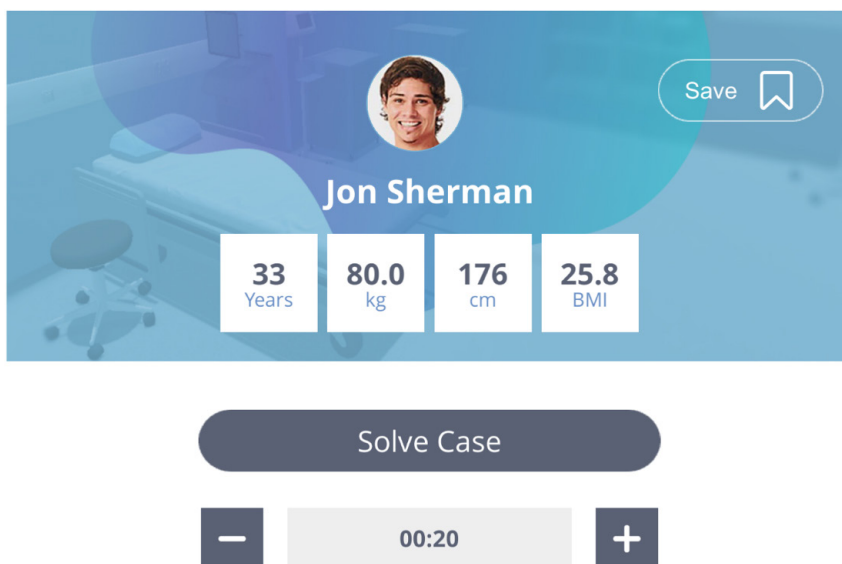 Save
Jon Sherman
33
Years
80.0
kg
176
cm
25.8
BMI
Solve Case
00:20